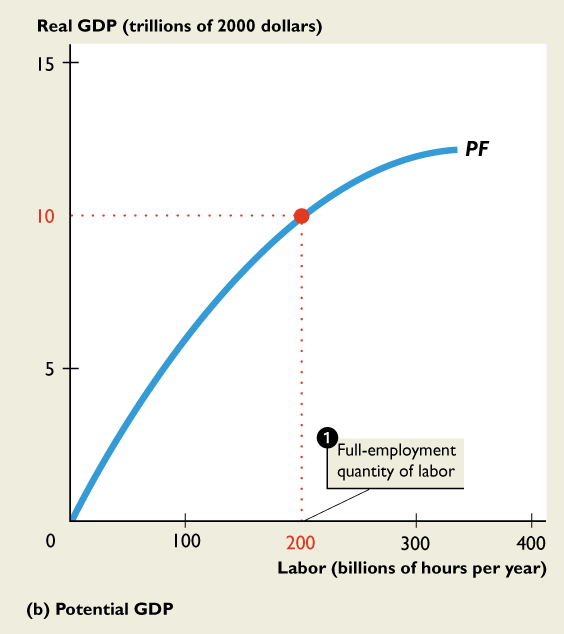 Real GDP (trillions of 2000 dollars)
15
PF
10
5
1
Full-employment
quantity of labor
0 100 200 300 400
Labor (billions of hours per year)
(b) Potential GDP